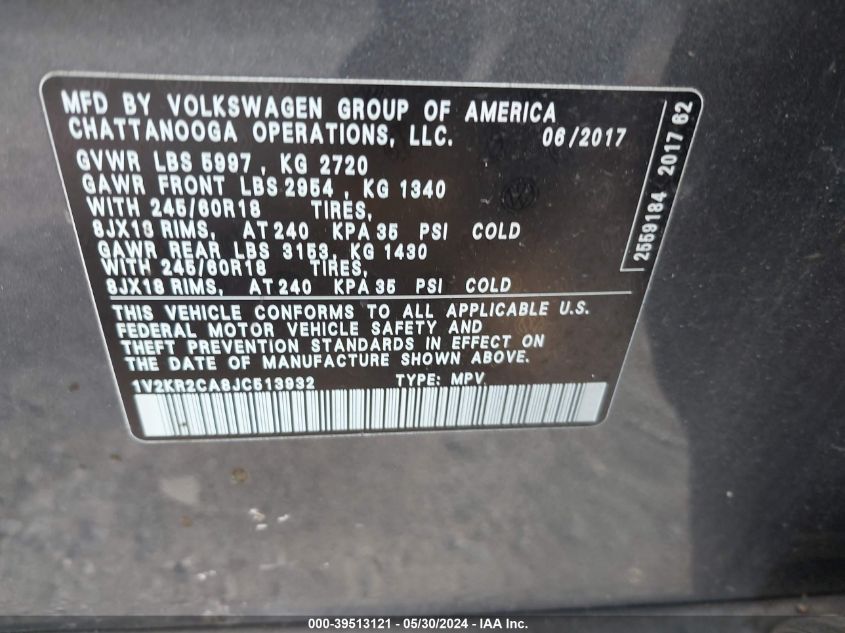 MFD BY VOLKSWAGEN GROUP OF AMERICA
CHATTANOOGA OPERATIONS, LLC. 06/2017
GVWR LBS 5997, KG 2720
GAWR FRONT LBS 2954, KG 1340
WITH 245/60R18 TIRES,
8JX18 RIMS, AT 240 KPA 35 PSI COLD
GAWR REAR LBS 3153, KG 1430
WITH 245/60R18 TIRES,
8JX18 RIMS, AT 240 KPA 35 PSI COLD
THIS VEHICLE CONFORMS TO ALL APPLICABLE U.S.
FEDERAL MOTOR VEHICLE SAFETY AND
THEFT PREVENTION STANDARDS IN EFFECT ON
THE DATE OF MANUFACTURE SHOWN ABOVE.
1V2KR2CA8JC513932 TYPE: MPV
2559184 2017 62
000-39513121 - 05/30/2024 - IAA Inc.